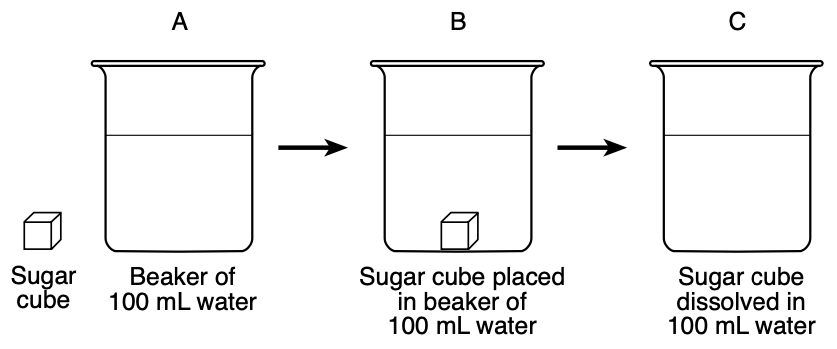 A
B
C
Sugar
cube
Beaker of
100 mL water
Sugar cube placed
in beaker of
100 mL water
Sugar cube
dissolved in
100 mL water